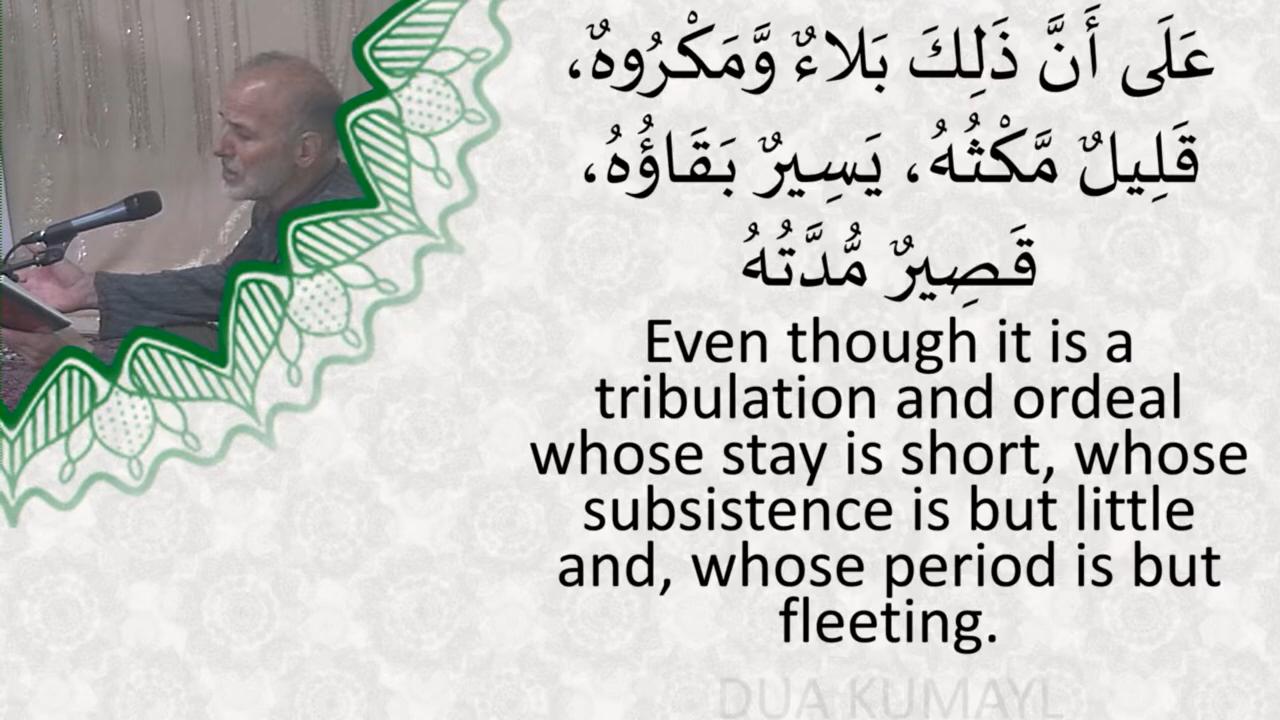 عَلَى أَنَّ ذَلِكَ بَلاءٌ وَّمَكْرُوهٌ،
قَلِيلٌ مَّكْثُهُ، يَسِيرٌ بَقَاؤُهُ،
قَصِيرٌ مُّدَّتُهُ
Even though it is a
tribulation and ordeal
whose stay is short, whose
subsistence is but little
and, whose period is but
fleeting.
DUA KUMAYL